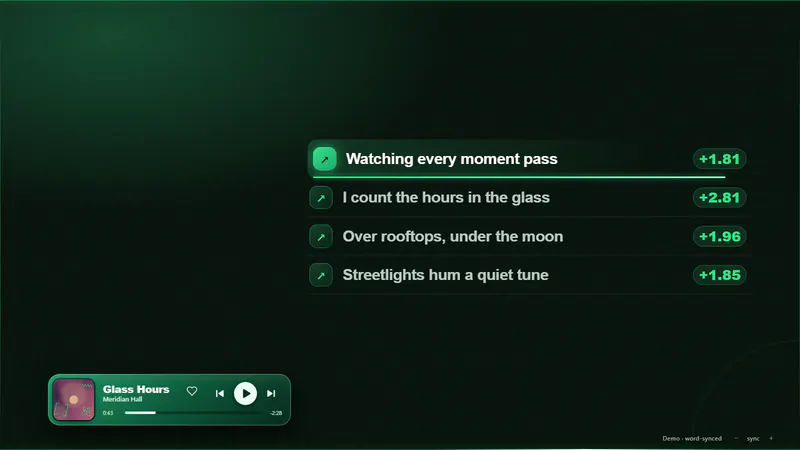 Watching every moment pass +1.81
I count the hours in the glass +2.81
Over rooftops, under the moon +1.96
Streetlights hum a quiet tune +1.85
Glass Hours
Meridian Hall
0:43 -2:28
Demo - word-synced − sync +